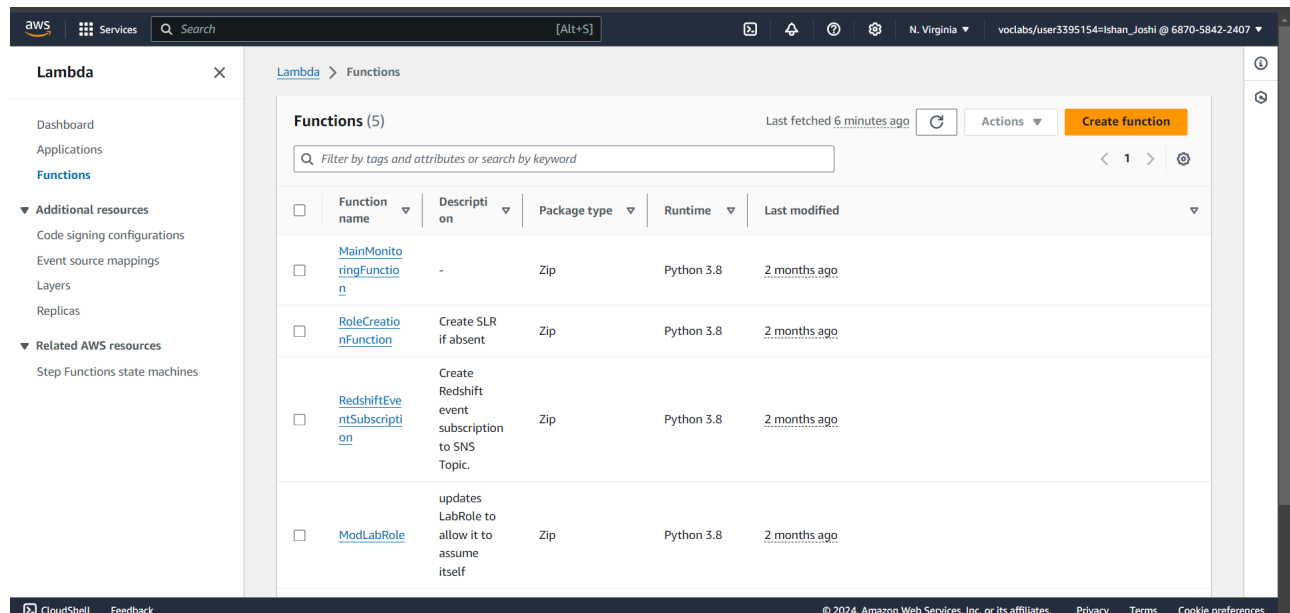 aws
Services
Search
[Alt+S]
N. Virginia
voclabs/user3395154=Ishan_Joshi @ 6870-5842-2407
Lambda
Dashboard
Applications
Functions
Additional resources
Code signing configurations
Event source mappings
Layers
Replicas
Related AWS resources
Step Functions state machines
Lambda > Functions
Functions (5)
Last fetched 6 minutes ago
Actions
Create function
Filter by tags and attributes or search by keyword
1
Function
name
Descripti
on
Package type
Runtime
Last modified
MainMonito
ringFunctio
n
-
Zip
Python 3.8
2 months ago
RoleCreatio
nFunction
Create SLR
if absent
Zip
Python 3.8
2 months ago
RedshiftEve
ntSubscripti
on
Create
Redshift
event
subscription
to SNS
Topic.
Zip
Python 3.8
2 months ago
ModLabRole
updates
LabRole to
allow it to
assume
itself
Zip
Python 3.8
2 months ago
CloudShell
Feedback
© 2024, Amazon Web Services, Inc. or its affiliates.
Privacy
Terms
Cookie preferences